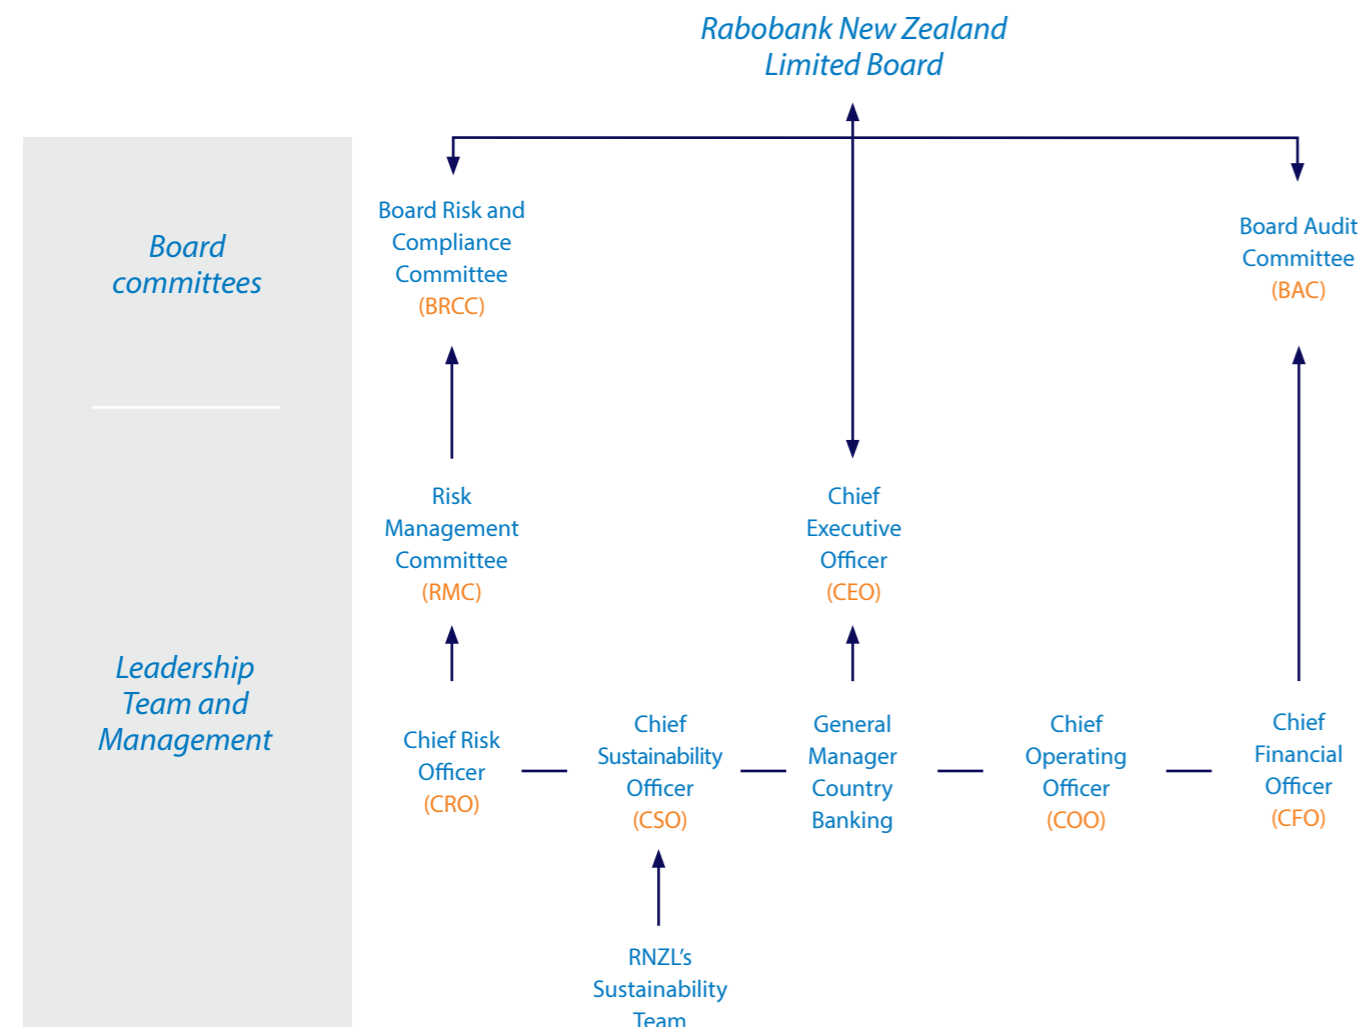 Rabobank New Zealand
Limited Board
Board
committees
Board Risk and
Compliance
Committee
(BRCC)
Board Audit
Committee
(BAC)
Leadership
Team and
Management
Risk
Management
Committee
(RMC)
Chief
Executive
Officer
(CEO)
Chief Risk
Officer
(CRO)
Chief
Sustainability
Officer
(CSO)
General
Manager
Country
Banking
Chief
Operating
Officer
(COO)
Chief
Financial
Officer
(CFO)
RNZL's
Sustainability
Team